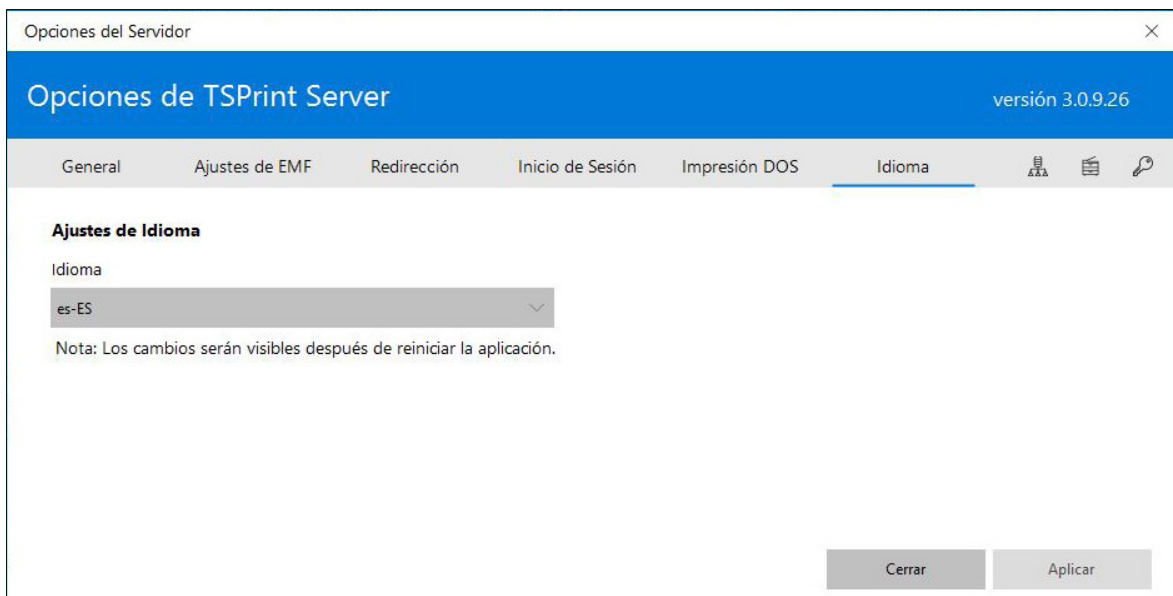 Opciones del Servidor
Opciones de TSPrint Server versión 3.0.9.26
General Ajustes de EMF Redirección Inicio de Sesión Impresión DOS Idioma
Ajustes de Idioma
Idioma
es-ES
Nota: Los cambios serán visibles después de reiniciar la aplicación.
Cerrar Aplicar